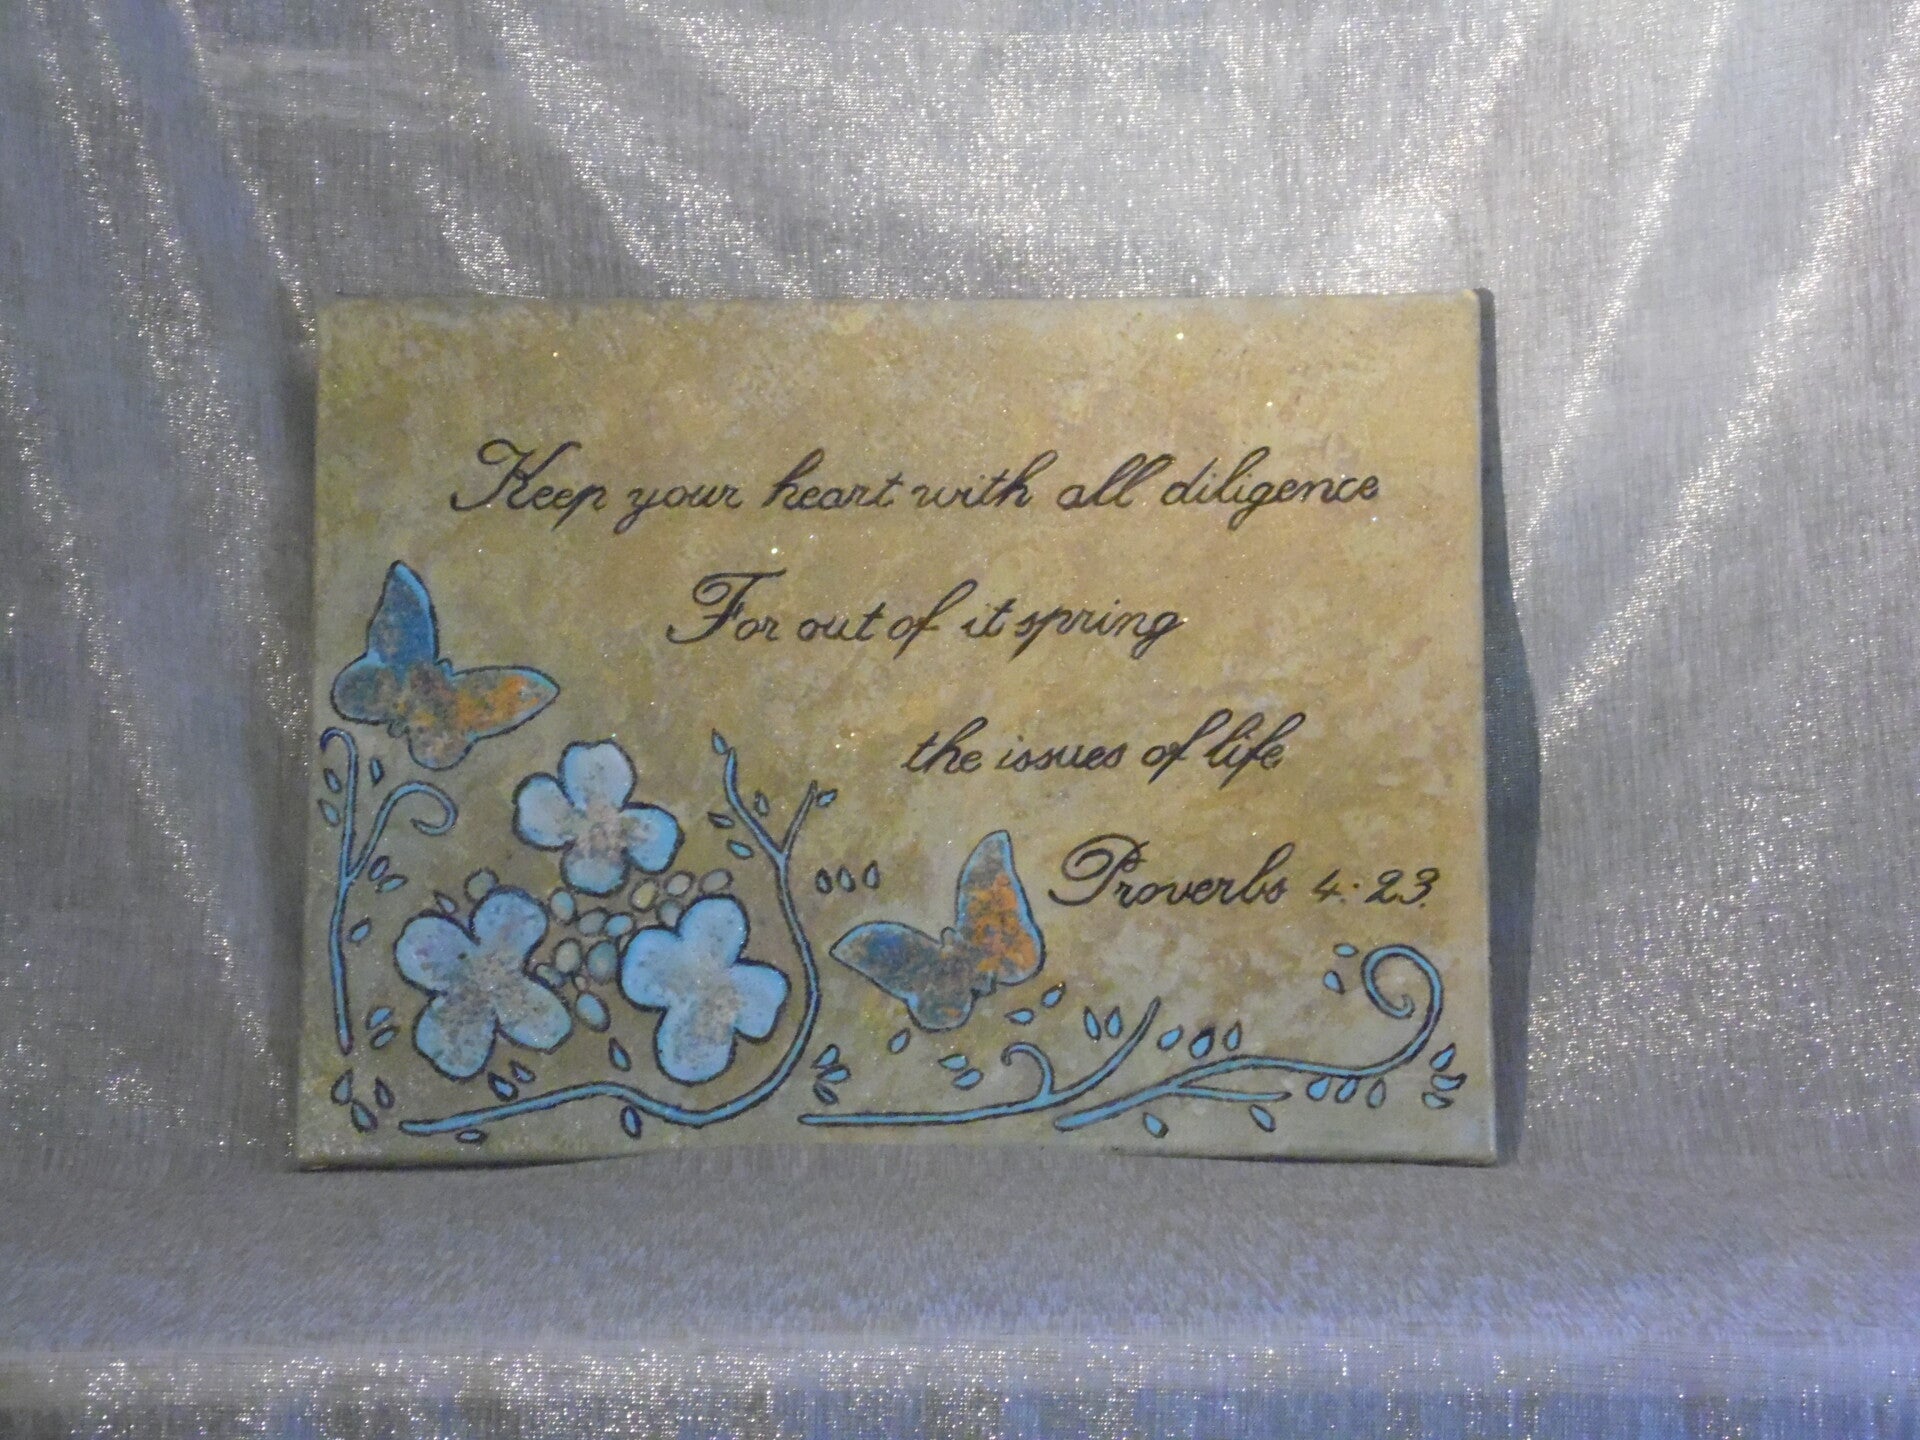 Keep your heart with all diligence
For out of it spring
the issues of life
Proverbs 4:23.